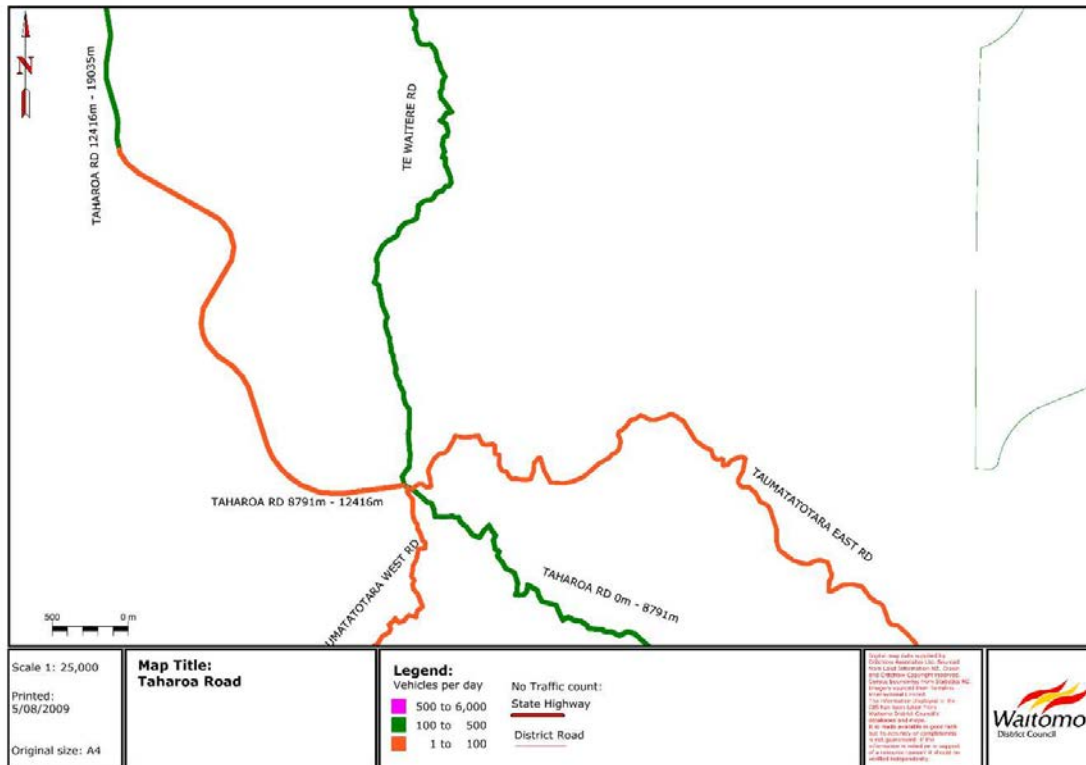 N
TAHAROA RD 12416m - 19035m
TE WAITERE RD
TAHAROA RD 8791m - 12416m
TAUMATATOTARA EAST RD
UMATATOTARA WEST RD
TAHAROA RD 0m - 8791m
500 0 m
Scale 1: 25,000
Printed:
5/08/2009
Original size: A4
Map Title:
Taharoa Road
Legend:
Vehicles per day
500 to 6,000
100 to 500
1 to 100
No Traffic count:
State Highway
District Road
Waitomo
District Council